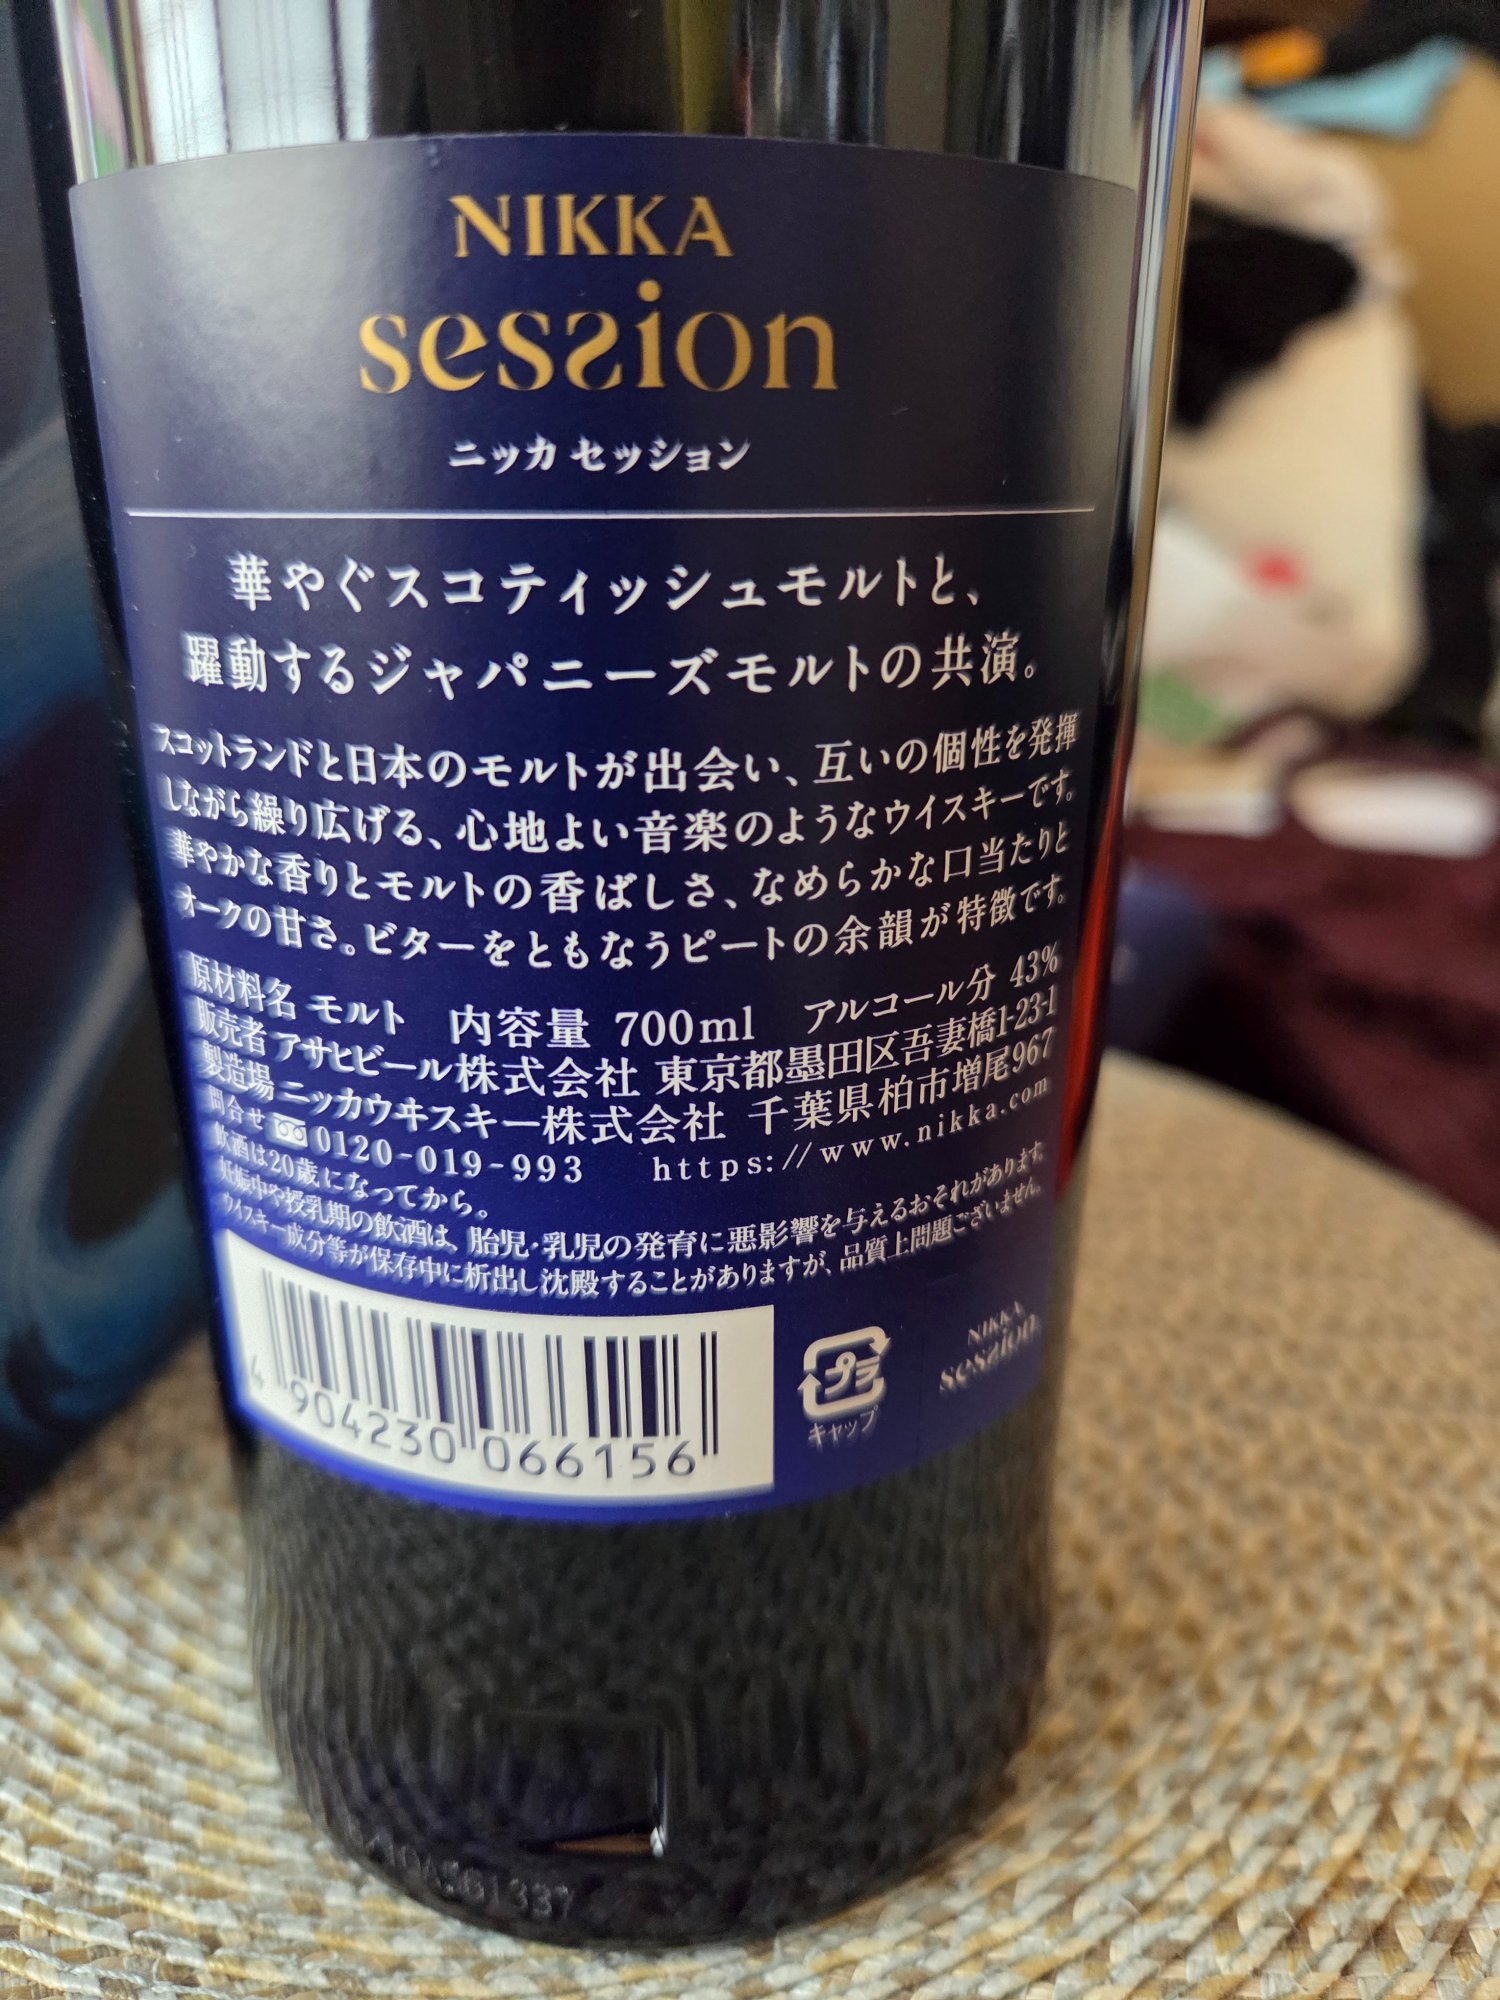 NIKKA
session
ニッカ セッション
華やぐスコティッシュモルトと、
躍動するジャパニーズモルトの共演。
スコットランドと日本のモルトが出会い、互いの個性を発揮
しながら繰り広げる、心地よい音楽のようなウイスキーです。
華やかな香りとモルトの香ばしさ、なめらかな口当たりと
オークの甘さ。ビターをともなうピートの余韻が特徴です。
原材料名 モルト 内容量 700ml アルコール分 43%
販売者 アサヒビール株式会社 東京都墨田区吾妻橋1-23-1
製造場 ニッカウヰスキー株式会社 千葉県柏市増尾967
問合せ 0120-019-993 https://www.nikka.com
飲酒は20歳になってから。
妊娠中や授乳期の飲酒は、胎児・乳児の発育に悪影響を与えるおそれがあります。
ウイスキー成分等が保存中に析出し沈殿することがありますが、品質上問題ございません。
4 904230 066156
プラ
キャップ
NIKKA
session